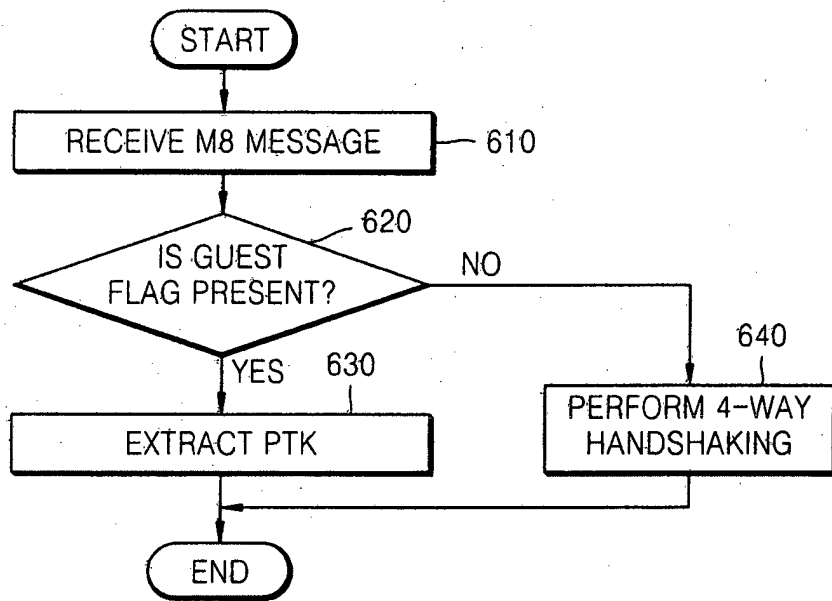 START
RECEIVE M8 MESSAGE
610
620
IS GUEST
FLAG PRESENT?
NO
YES
630
640
EXTRACT PTK
PERFORM 4-WAY
HANDSHAKING
END